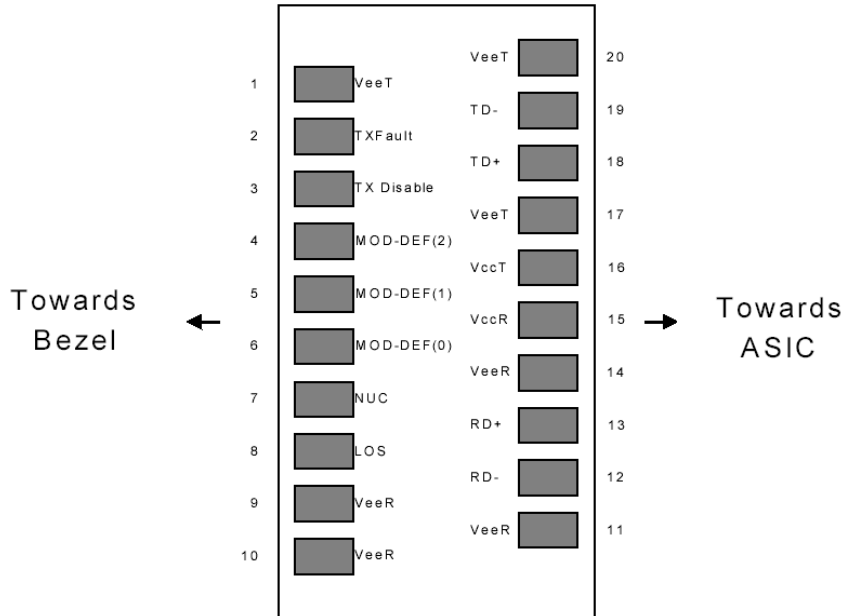 VeeT 20
1 VeeT
TD- 19
2 TXFault
TD+ 18
3 TX Disable
VeeT 17
4 MOD-DEF(2)
VccT 16
5 MOD-DEF(1)
Towards
Bezel
VccR 15
Towards
ASIC
6 MOD-DEF(0)
VeeR 14
7 NUC
RD+ 13
8 LOS
RD- 12
9 VeeR
VeeR 11
10 VeeR